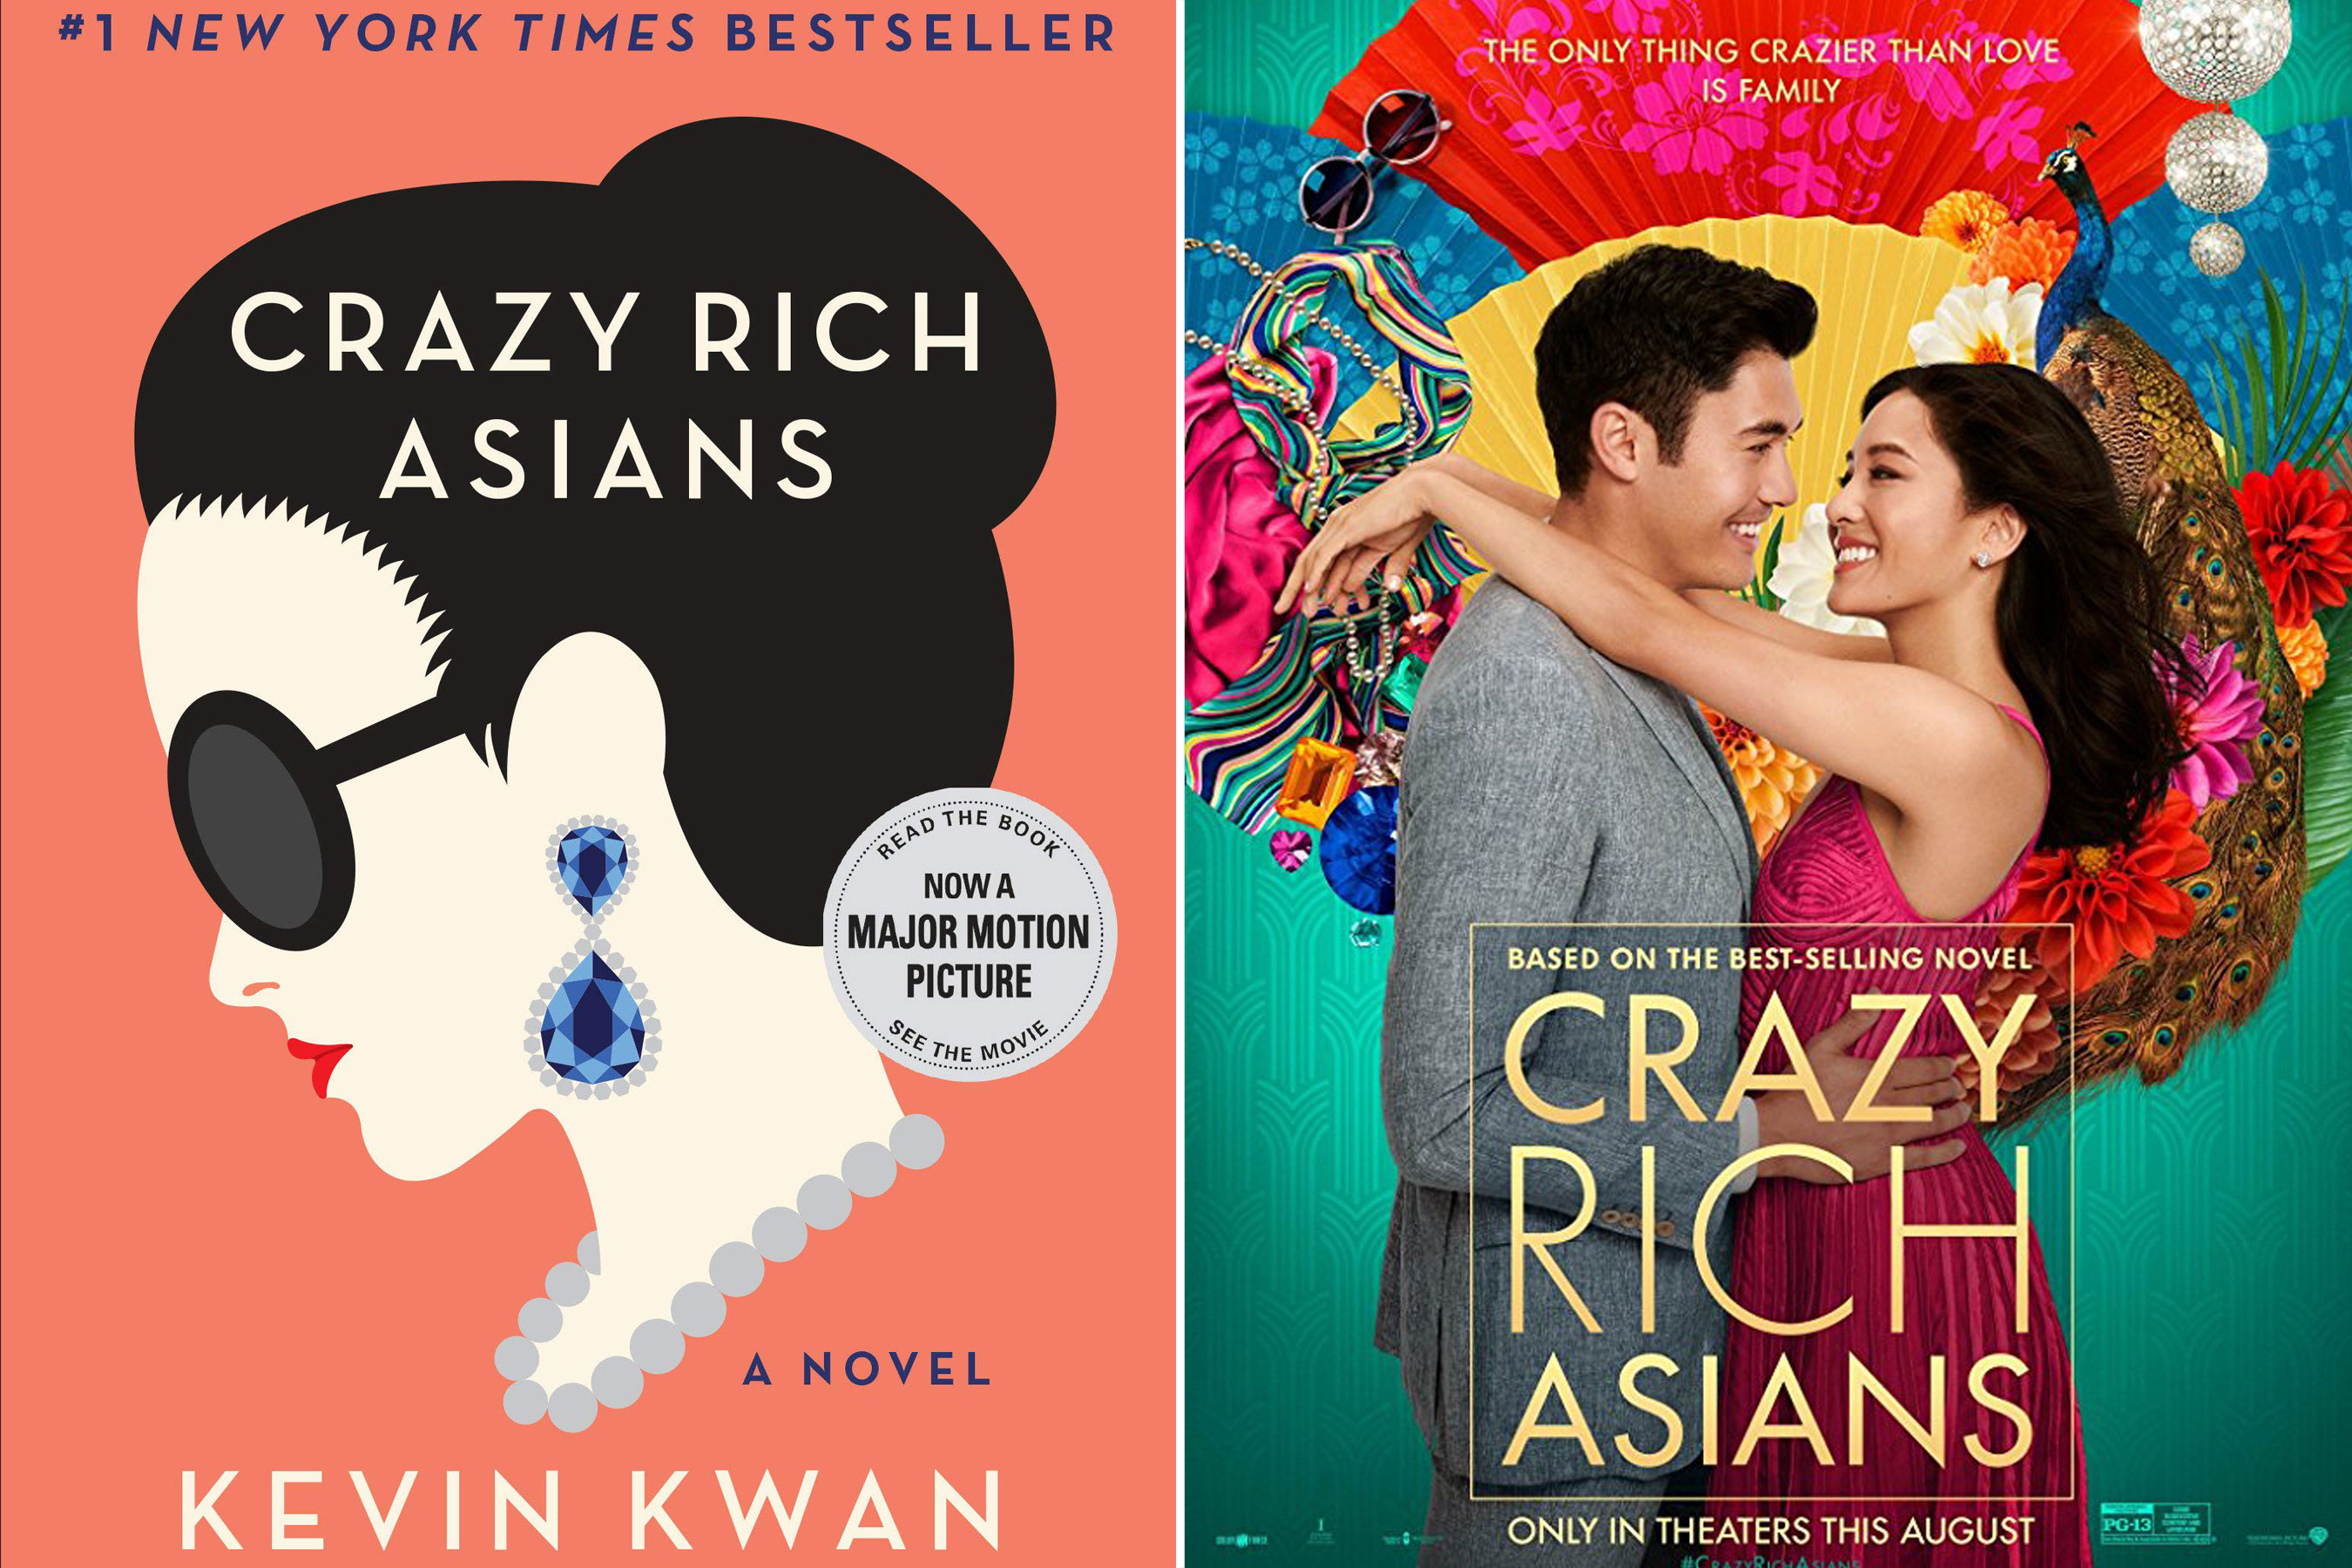 #1 NEW YORK TIMES BESTSELLER
CRAZY RICH
ASIANS
READ THE BOOK
NOW A
MAJOR MOTION
PICTURE
SEE THE MOVIE
A NOVEL
KEVIN KWAN
THE ONLY THING CRAZIER THAN LOVE
IS FAMILY
BASED ON THE BEST-SELLING NOVEL
CRAZY
RICH
ASIANS
ONLY IN THEATERS THIS AUGUST
PG-13
#CRAZYRICHASIANS